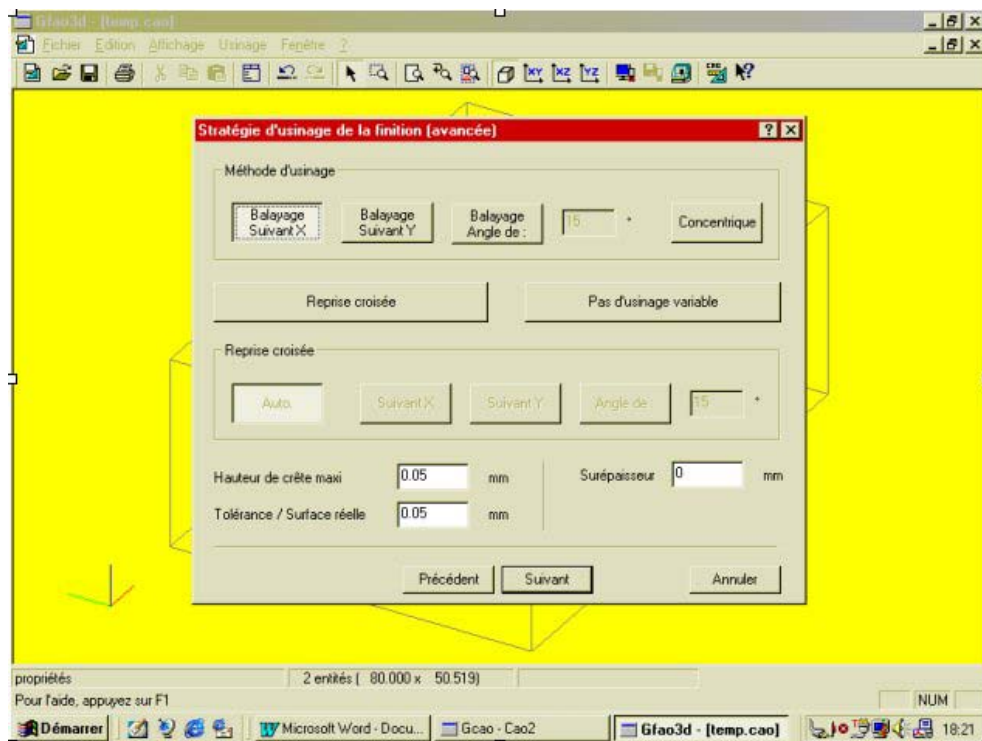 Gfao3d - [temp.cao]
Fichier Edition Affichage Usinage Fenêtre ?
XY XZ YZ
Stratégie d'usinage de la finition (avancée)
Méthode d'usinage
Balayage Suivant X
Balayage Suivant Y
Balayage Angle de :
15 °
Concentrique
Reprise croisée
Pas d'usinage variable
Reprise croisée
Auto.
Suivant X
Suivant Y
Angle de
15 °
Hauteur de crête maxi 0.05 mm
Surépaisseur 0 mm
Tolérance / Surface réelle 0.05 mm
Précédent Suivant Annuler
propriétés 2 entités ( 80.000 x 50.519)
Pour l'aide, appuyez sur F1 NUM
Démarrer Microsoft Word - Docu... Gcao - Cao2 Gfao3d - [temp.cao] 18:21